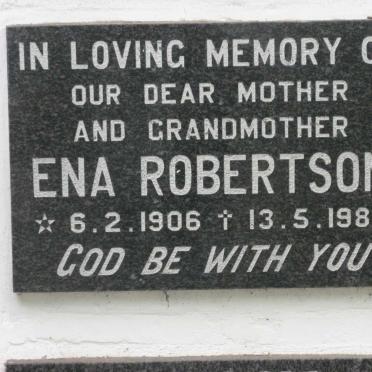 IN LOVING MEMORY
OUR DEAR MOTHER
AND GRANDMOTHER
ENA ROBERTSON
☆ 6.2.1906 † 13.5.198
GOD BE WITH YOU